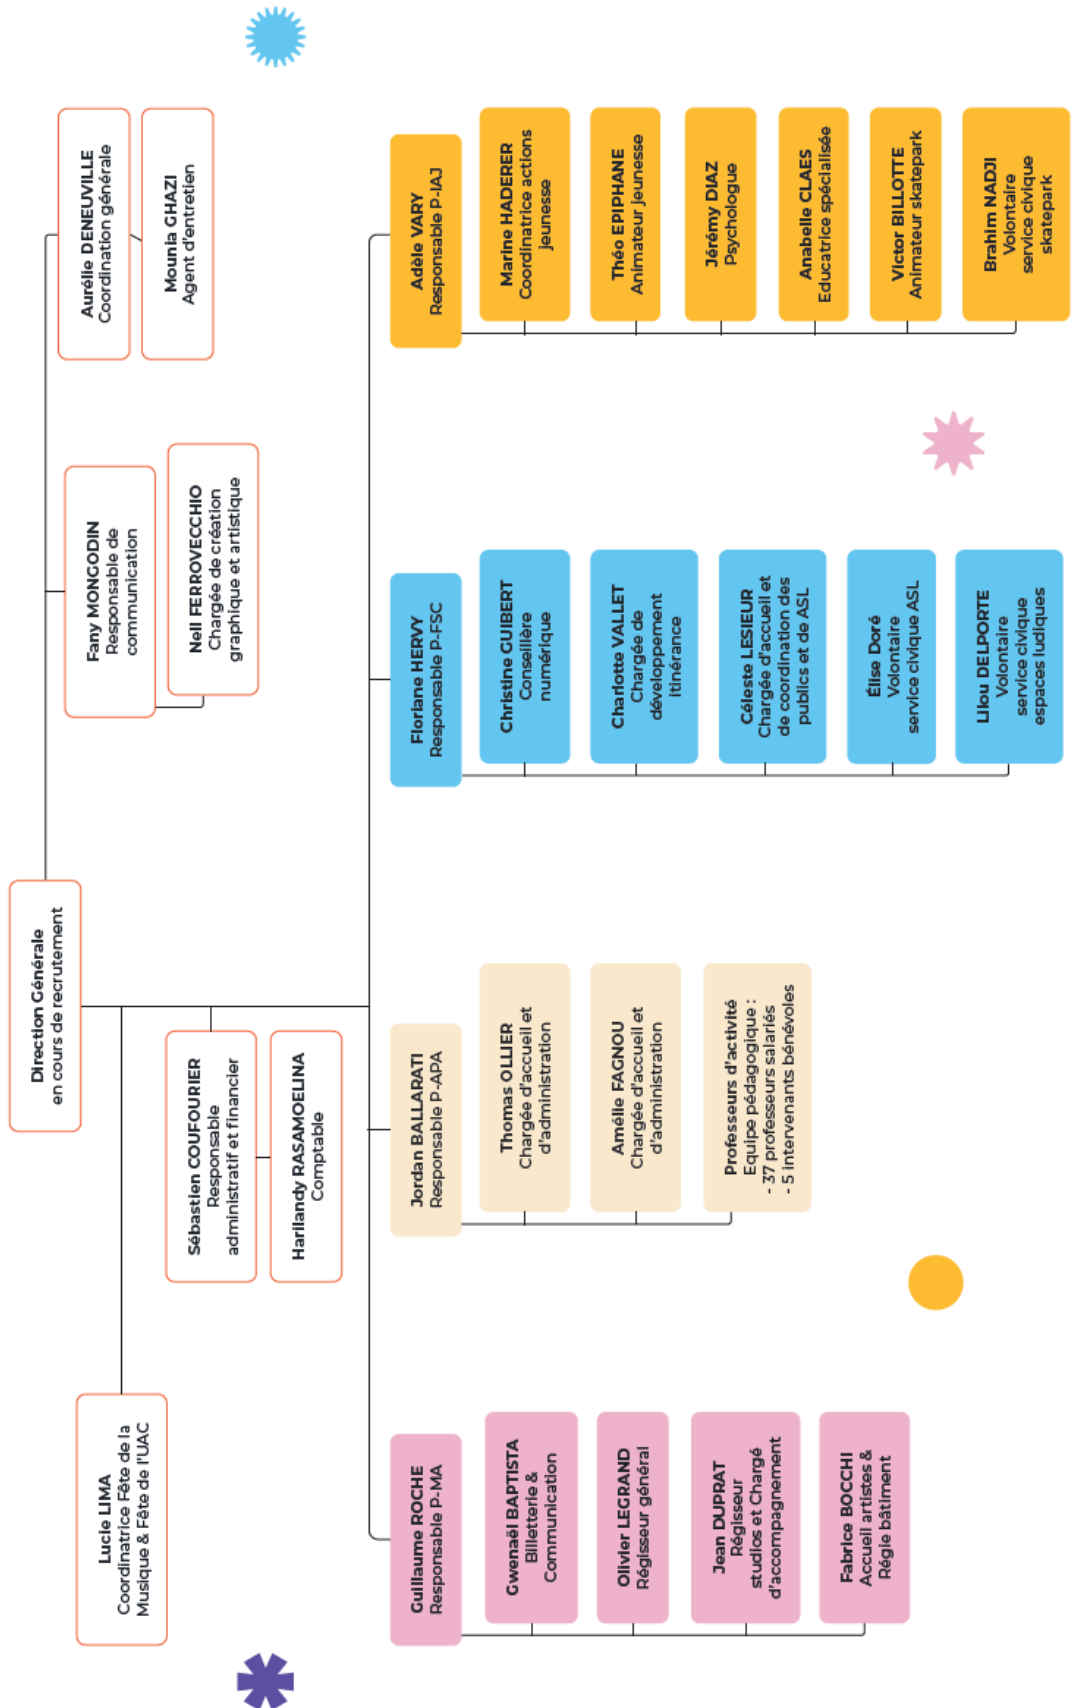 Direction Générale
en cours de recrutement
Lucie LIMA
Coordinatrice Fête de la
Musique & Fête de l'UAC
Sébastien COUFOURIER
Responsable
administratif et financier
Harilandy RASAMOELINA
Comptable
Fany MONGODIN
Responsable de
communication
Nell FERROVECCHIO
Chargée de création
graphique et artistique
Aurélie DENEUVILLE
Coordination générale
Mounia GHAZI
Agent d'entretien
Guillaume ROCHE
Responsable P-MA
Gwenaël BAPTISTA
Billetterie &
Communication
Olivier LEGRAND
Régisseur général
Jean DUPRAT
Régisseur
studios et Chargé
d'accompagnement
Fabrice BOCCHI
Accueil artistes &
Régie bâtiment
Jordan BALLARATI
Responsable P-APA
Thomas OLLIER
Chargée d'accueil et
d'administration
Amélie FAGNOU
Chargée d'accueil et
d'administration
Professeurs d'activité
Equipe pédagogique :
- 37 professeurs salariés
- 5 intervenants bénévoles
Floriane HERVY
Responsable P-FSC
Christine GUIBERT
Conseillère
numérique
Charlotte VALLET
Chargée de
développement
itinérance
Céleste LESIEUR
Chargée d'accueil et
de coordination des
publics et de ASL
Élise Doré
Volontaire
service civique ASL
Lilou DELPORTE
Volontaire
service civique
espaces ludiques
Adèle VARY
Responsable P-IAJ
Marine HADERER
Coordinatrice actions
jeunesse
Théo EPIPHANE
Animateur jeunesse
Jérémy DIAZ
Psychologue
Anabelle CLAES
Educatrice spécialisée
Victor BILLOTTE
Animateur skatepark
Brahim NADJI
Volontaire
service civique
skatepark